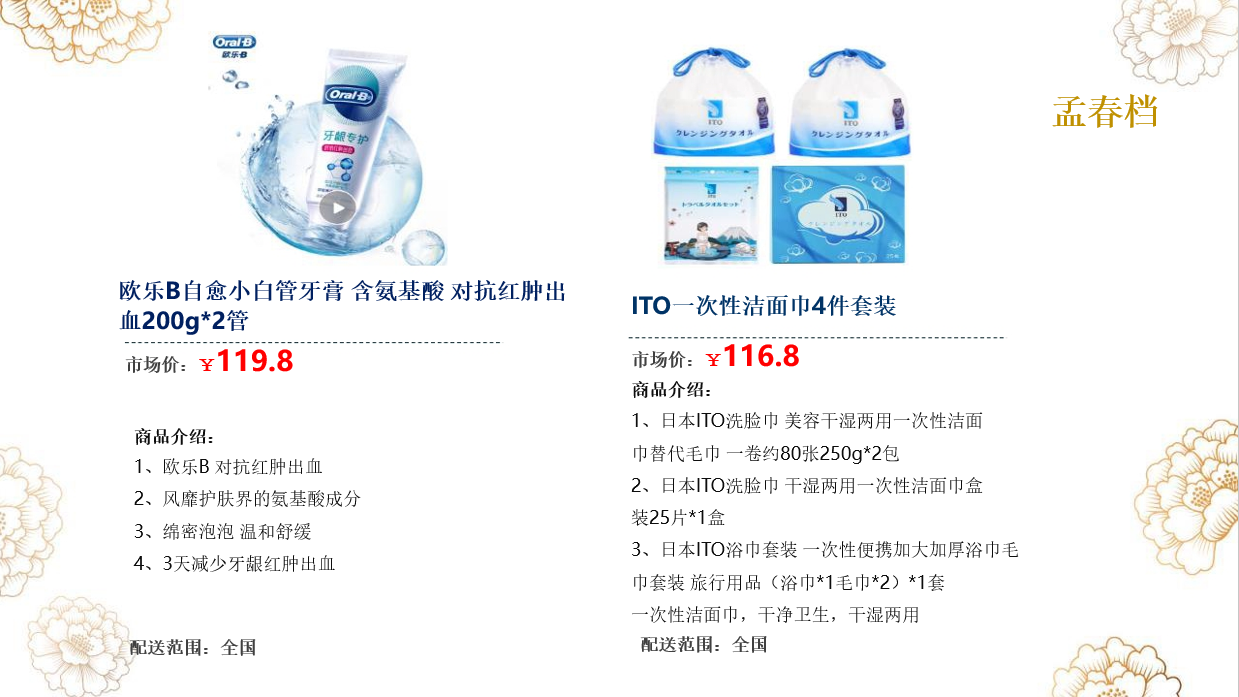 Oral-B
欧乐-B
Oral-B
牙龈专护
ITO
クレンジングタオル
ITO
クレンジングタオル
ITO
トラベルタオルセット
ITO
クレンジングタオル
孟春档
欧乐B自愈小白管牙膏 含氨基酸 对抗红肿出
血200g*2管
市场价：￥119.8
商品介绍：
1、欧乐B 对抗红肿出血
2、风靡护肤界的氨基酸成分
3、绵密泡泡 温和舒缓
4、3天减少牙龈红肿出血
配送范围：全国
ITO一次性洁面巾4件套装
市场价：￥116.8
商品介绍：
1、日本ITO洗脸巾 美容干湿两用一次性洁面
巾替代毛巾 一卷约80张250g*2包
2、日本ITO洗脸巾 干湿两用一次性洁面巾盒
装25片*1盒
3、日本ITO浴巾套装 一次性便携加大加厚浴巾毛
巾套装 旅行用品（浴巾*1毛巾*2）*1套
一次性洁面巾，干净卫生，干湿两用
配送范围：全国